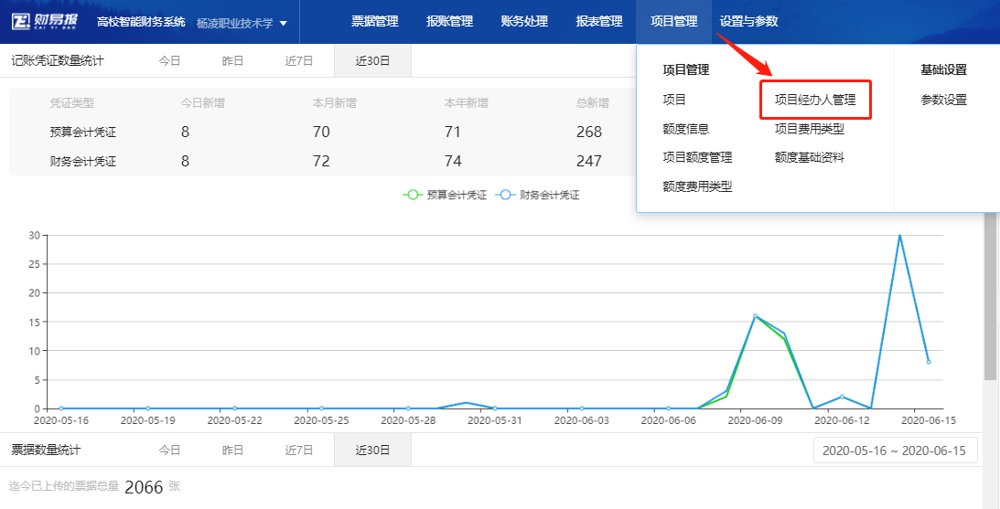 财易报 高校智能财务系统 杨凌职业技术学 票据管理 报账管理 账务处理 报表管理 项目管理 设置与参数
CAI YI BAO
记账凭证数量统计 今日 昨日 近7日 近30日
项目管理 基础设置
项目 项目经办人管理 参数设置
额度信息 项目费用类型
项目额度管理 额度基础资料
额度费用类型
凭证类型 今日新增 本月新增 本年新增 总新增
预算会计凭证 8 70 71 268
财务会计凭证 8 72 74 247
预算会计凭证 财务会计凭证
30
25
20
15
10
5
0
2020-05-16 2020-05-19 2020-05-22 2020-05-25 2020-05-28 2020-05-31 2020-06-03 2020-06-06 2020-06-09 2020-06-12 2020-06-15
票据数量统计 今日 昨日 近7日 近30日 2020-05-16 ~ 2020-06-15
迄今已上传的票据总量 2066 张